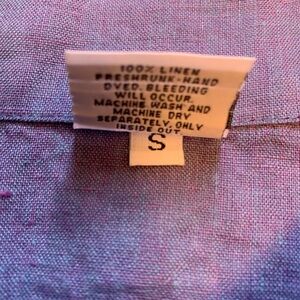 100% LINEN
PRESHRUNK-HAND
DYED. BLEEDING
WILL OCCUR.
MACHINE WASH AND
MACHINE DRY
SEPARATELY, ONLY
INSIDE OUT.
S